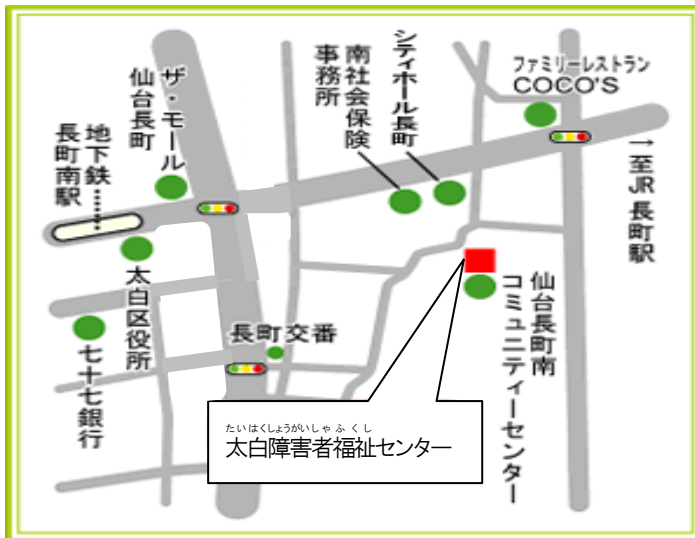 ザ・モール
仙台長町
地下鉄
長町南駅
南社会保険
事務所
シティホール長町
ファミリーレストラン
COCO'S
→至JR長町駅
太白区役所
七十七銀行
長町交番
仙台長町南
コミュニティーセンター
たいはくしょうがいしゃふくし
太白障害者福祉センター